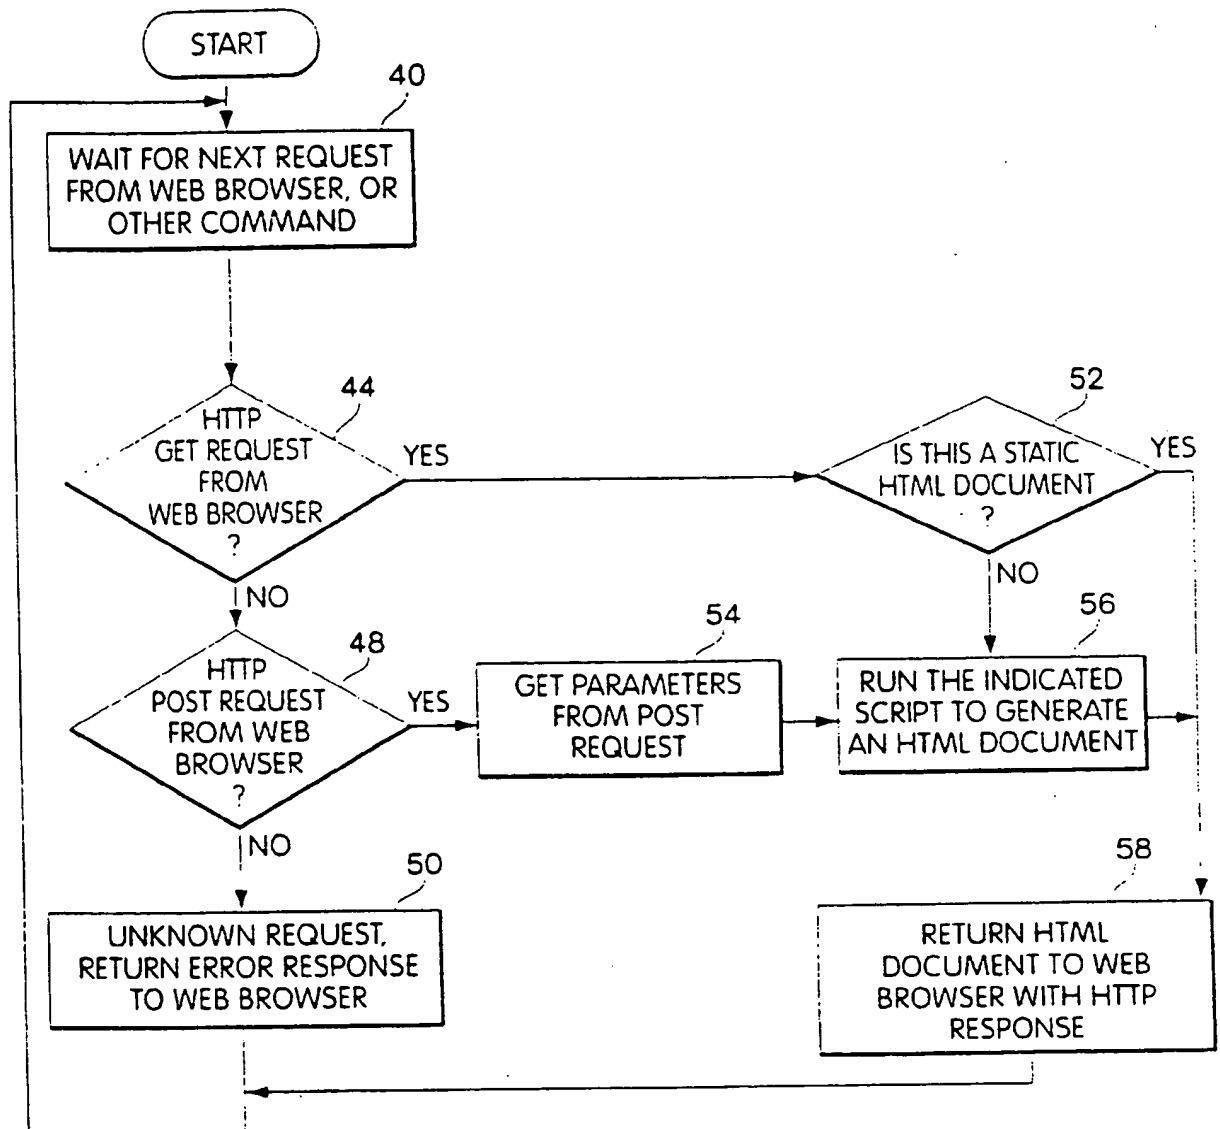 START
40
WAIT FOR NEXT REQUEST
FROM WEB BROWSER, OR
OTHER COMMAND
44
HTTP
GET REQUEST
FROM
WEB BROWSER
?
YES
NO
52
IS THIS A STATIC
HTML DOCUMENT
?
YES
NO
48
HTTP
POST REQUEST
FROM WEB
BROWSER
?
YES
NO
54
GET PARAMETERS
FROM POST
REQUEST
56
RUN THE INDICATED
SCRIPT TO GENERATE
AN HTML DOCUMENT
50
UNKNOWN REQUEST,
RETURN ERROR RESPONSE
TO WEB BROWSER
58
RETURN HTML
DOCUMENT TO WEB
BROWSER WITH HTTP
RESPONSE